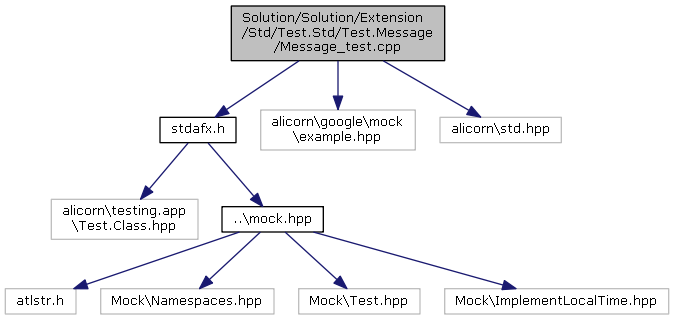 Solution/Solution/Extension
/Std/Test.Std/Test.Message
/Message_test.cpp
stdafx.h
alicorn\google\mock
\example.hpp
alicorn\std.hpp
alicorn\testing.app
\Test.Class.hpp
..\mock.hpp
atlstr.h
Mock\Namespaces.hpp
Mock\Test.hpp
Mock\ImplementLocalTime.hpp